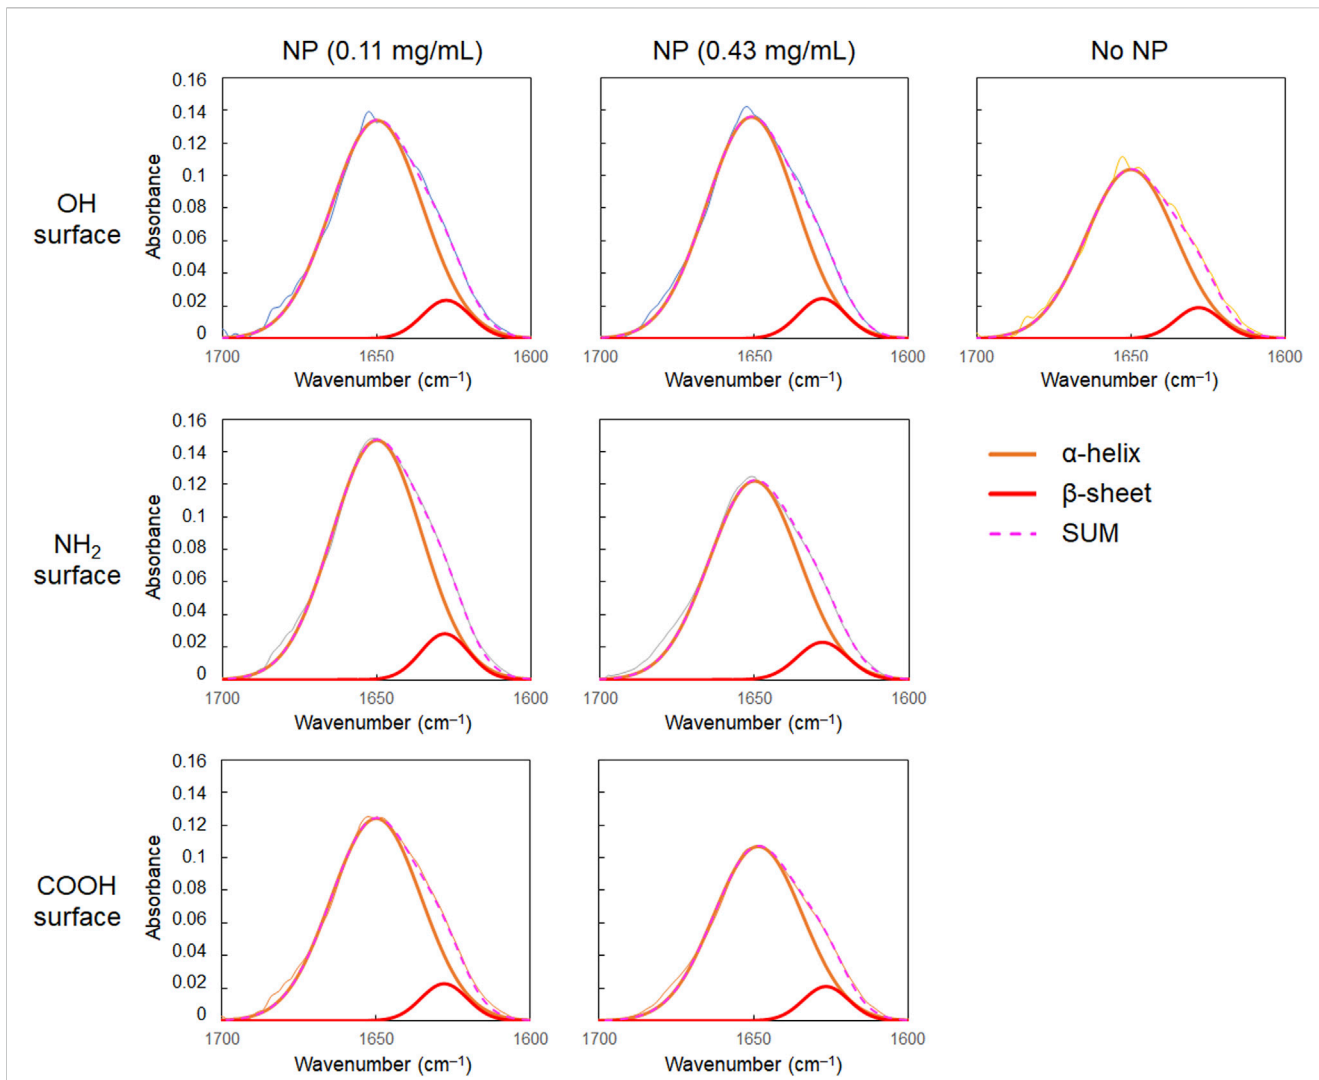 NP (0.11 mg/mL)
NP (0.43 mg/mL)
No NP
OH
surface
Absorbance
0.16
0.14
0.12
0.1
0.08
0.06
0.04
0.02
0
1700
1650
1600
Wavenumber (cm⁻¹)
1700
1650
1600
Wavenumber (cm⁻¹)
1700
1650
1600
Wavenumber (cm⁻¹)
NH₂
surface
Absorbance
0.16
0.14
0.12
0.1
0.08
0.06
0.04
0.02
0
1700
1650
1600
Wavenumber (cm⁻¹)
1700
1650
1600
Wavenumber (cm⁻¹)
α-helix
β-sheet
SUM
COOH
surface
Absorbance
0.16
0.14
0.12
0.1
0.08
0.06
0.04
0.02
0
1700
1650
1600
Wavenumber (cm⁻¹)
1700
1650
1600
Wavenumber (cm⁻¹)